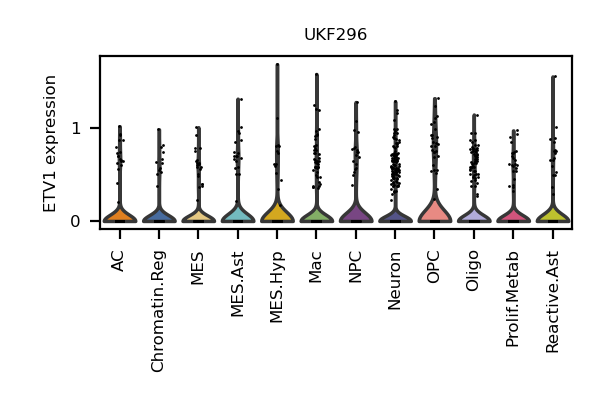 UKF296
ETV1 expression
1
0
AC
Chromatin.Reg
MES
MES.Ast
MES.Hyp
Mac
NPC
Neuron
OPC
Oligo
Prolif.Metab
Reactive.Ast